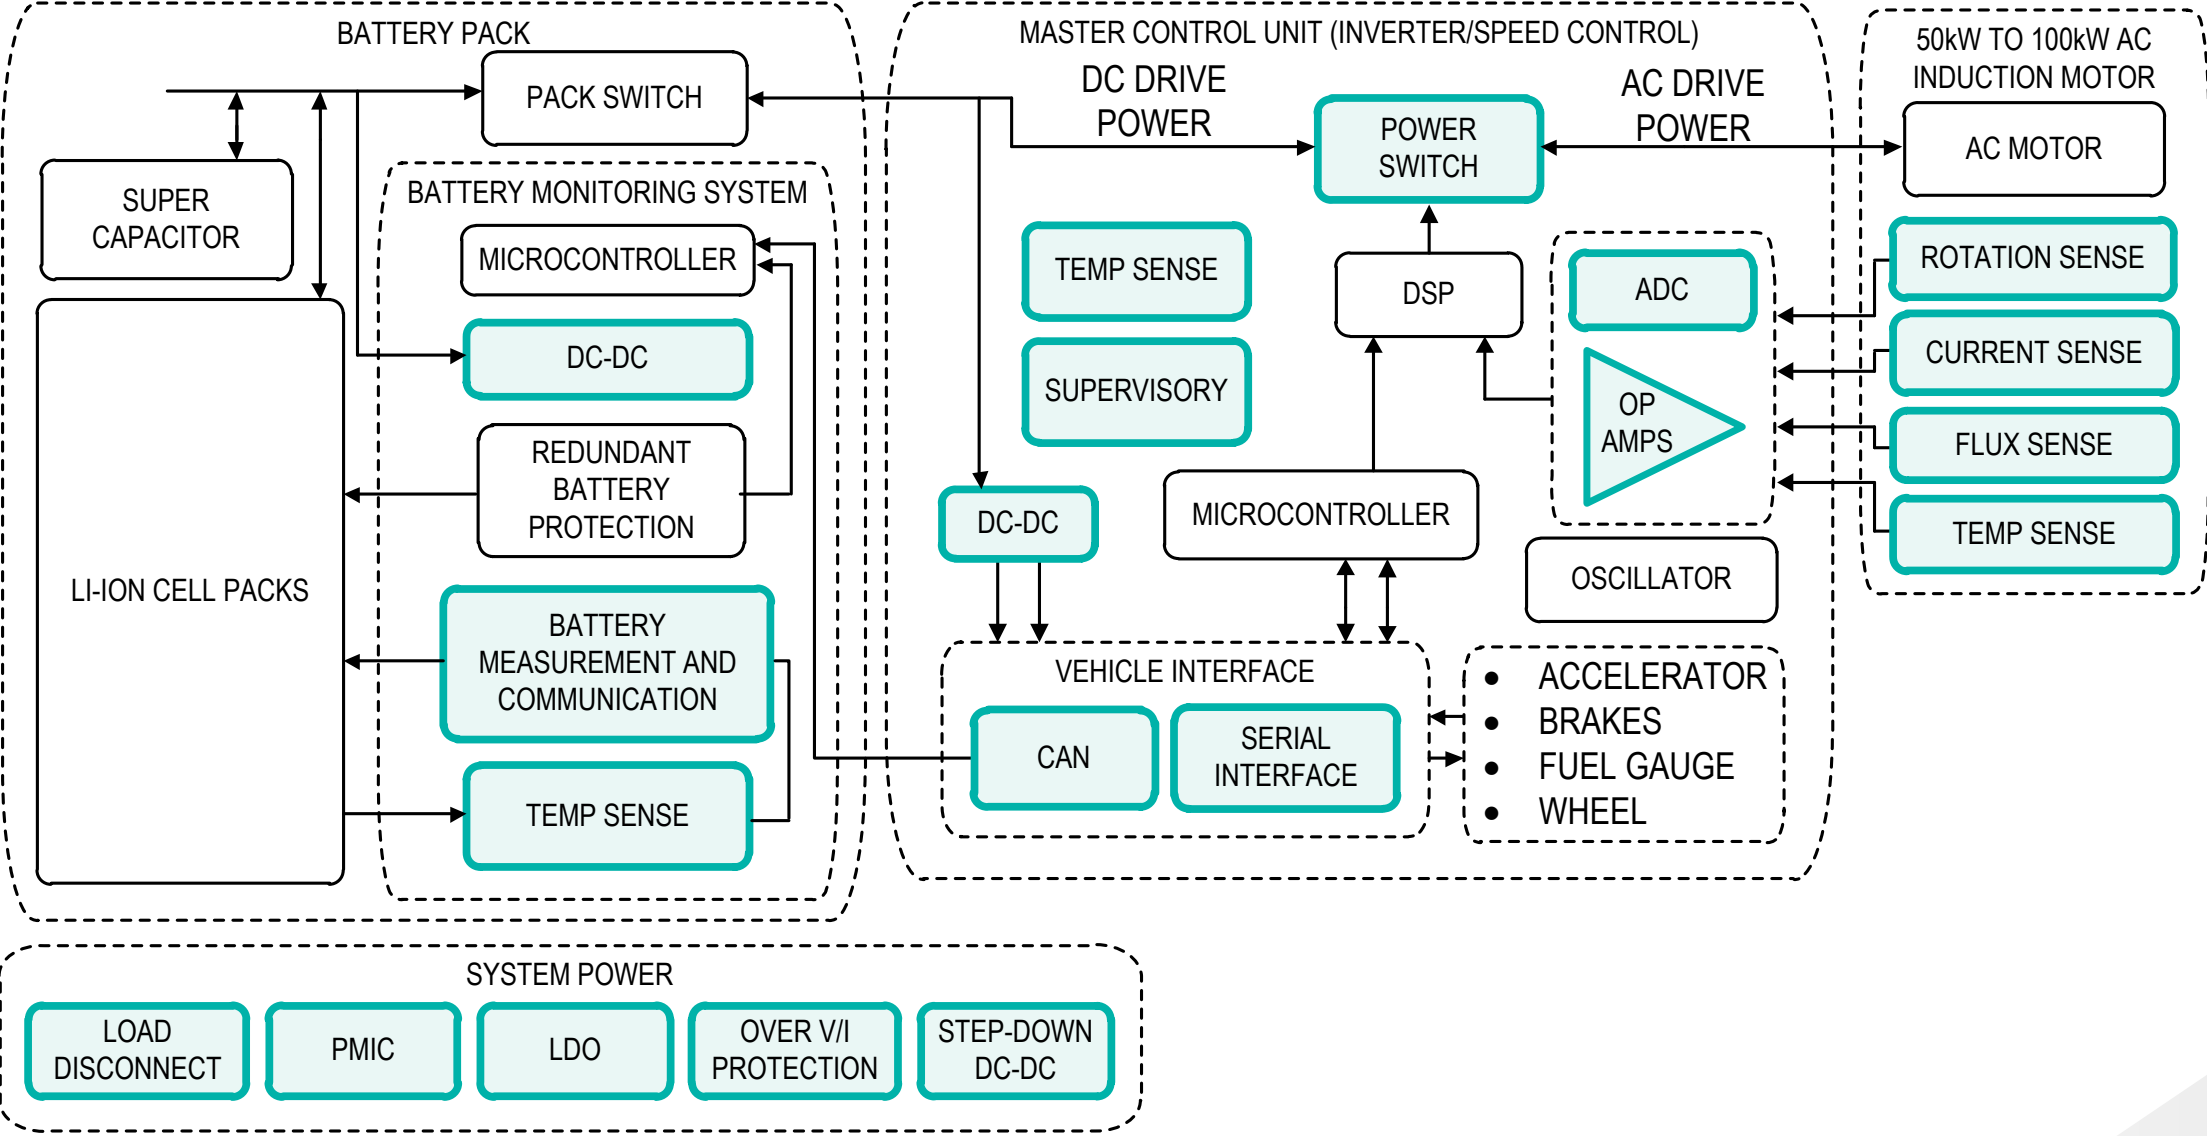 BATTERY PACK
PACK SWITCH
SUPER
CAPACITOR
BATTERY MONITORING SYSTEM
MICROCONTROLLER
DC-DC
REDUNDANT
BATTERY
PROTECTION
LI-ION CELL PACKS
BATTERY
MEASUREMENT AND
COMMUNICATION
TEMP SENSE
MASTER CONTROL UNIT (INVERTER/SPEED CONTROL)
DC DRIVE
POWER
POWER
SWITCH
AC DRIVE
POWER
TEMP SENSE
DSP
ADC
SUPERVISORY
OP
AMPS
DC-DC
MICROCONTROLLER
OSCILLATOR
VEHICLE INTERFACE
CAN
SERIAL
INTERFACE
• ACCELERATOR
• BRAKES
• FUEL GAUGE
• WHEEL
50kW TO 100kW AC
INDUCTION MOTOR
AC MOTOR
ROTATION SENSE
CURRENT SENSE
FLUX SENSE
TEMP SENSE
SYSTEM POWER
LOAD
DISCONNECT
PMIC
LDO
OVER V/I
PROTECTION
STEP-DOWN
DC-DC